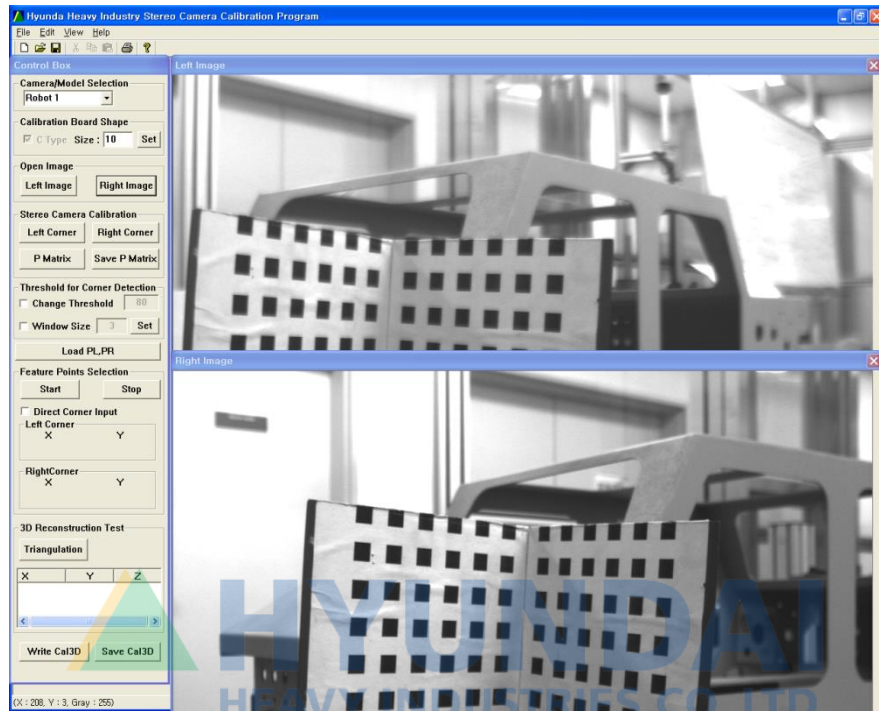 Hyunda Heavy Industry Stereo Camera Calibration Program
File Edit View Help
Control Box
Camera/Model Selection
Robot 1
Calibration Board Shape
C Type Size : 10 Set
Open Image
Left Image Right Image
Stereo Camera Calibration
Left Corner Right Corner
P Matrix Save P Matrix
Threshold for Corner Detection
Change Threshold 80
Window Size 3 Set
Load PL,PR
Feature Points Selection
Start Stop
Direct Corner Input
Left Corner
X Y
RightCorner
X Y
3D Reconstruction Test
Triangulation
X Y Z
Write Cal3D Save Cal3D
(X : 208, Y : 3, Gray : 255)
Left Image
Right Image
HYUNDAI
HEAVY INDUSTRIES CO. LTD